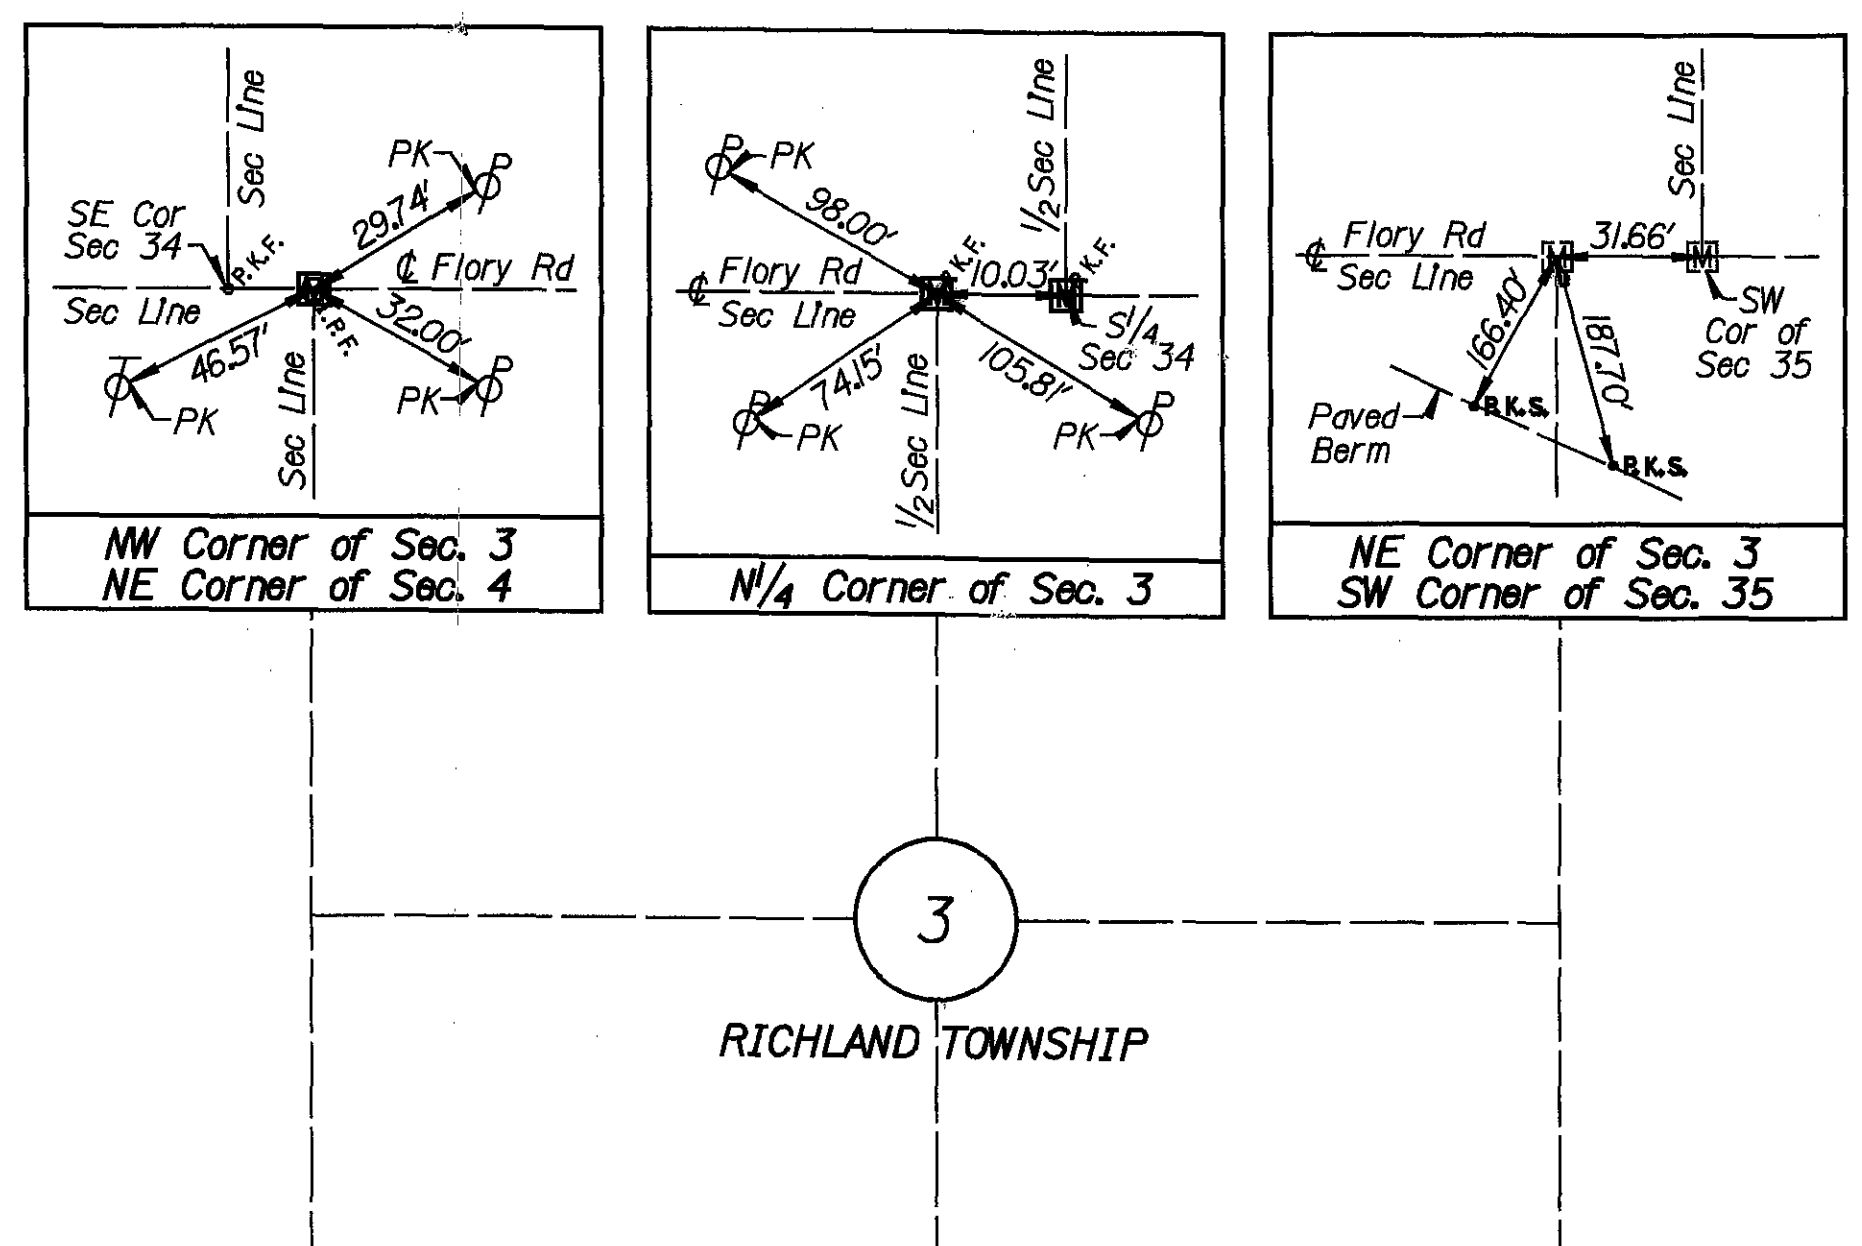 Sec Line
PK
P
29.74'
SE Cor
Sec 34
P.K.F.
℄ Flory Rd
M
Sec Line
P.K.F.
32.00'
46.57'
T
PK
Sec Line
P
PK
NW Corner of Sec. 3
NE Corner of Sec. 4
1/2 Sec Line
P
PK
98.00'
P.K.F.
P.K.F.
℄ Flory Rd
10.03'
M
M
Sec Line
S1/4
Sec 34
74.15'
105.81'
P
PK
1/2 Sec Line
P
PK
N1/4 Corner of Sec. 3
Sec Line
℄ Flory Rd
31.66'
M
M
Sec Line
SW
Cor of
Sec 35
166.40'
187.70'
Paved
Berm
P.K.S.
P.K.S.
NE Corner of Sec. 3
SW Corner of Sec. 35
3
RICHLAND TOWNSHIP